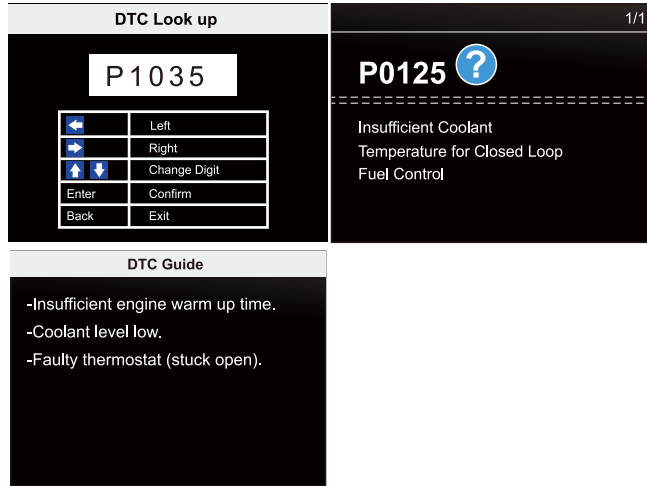 DTC Look up
P1035
Left
Right
Change Digit
Enter Confirm
Back Exit
1/1
P0125 ?
Insufficient Coolant
Temperature for Closed Loop
Fuel Control
DTC Guide
-Insufficient engine warm up time.
-Coolant level low.
-Faulty thermostat (stuck open).